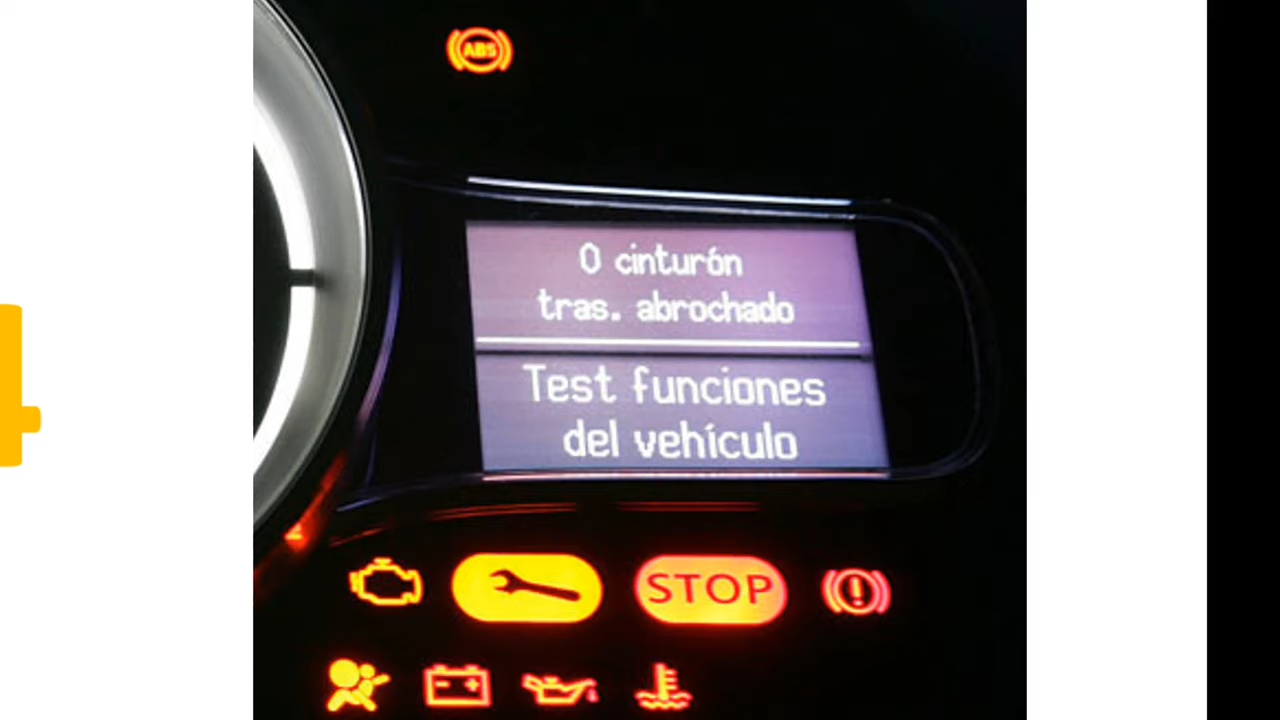 ABS
0 cinturón
tras. abrochado
Test funciones
del vehículo
STOP